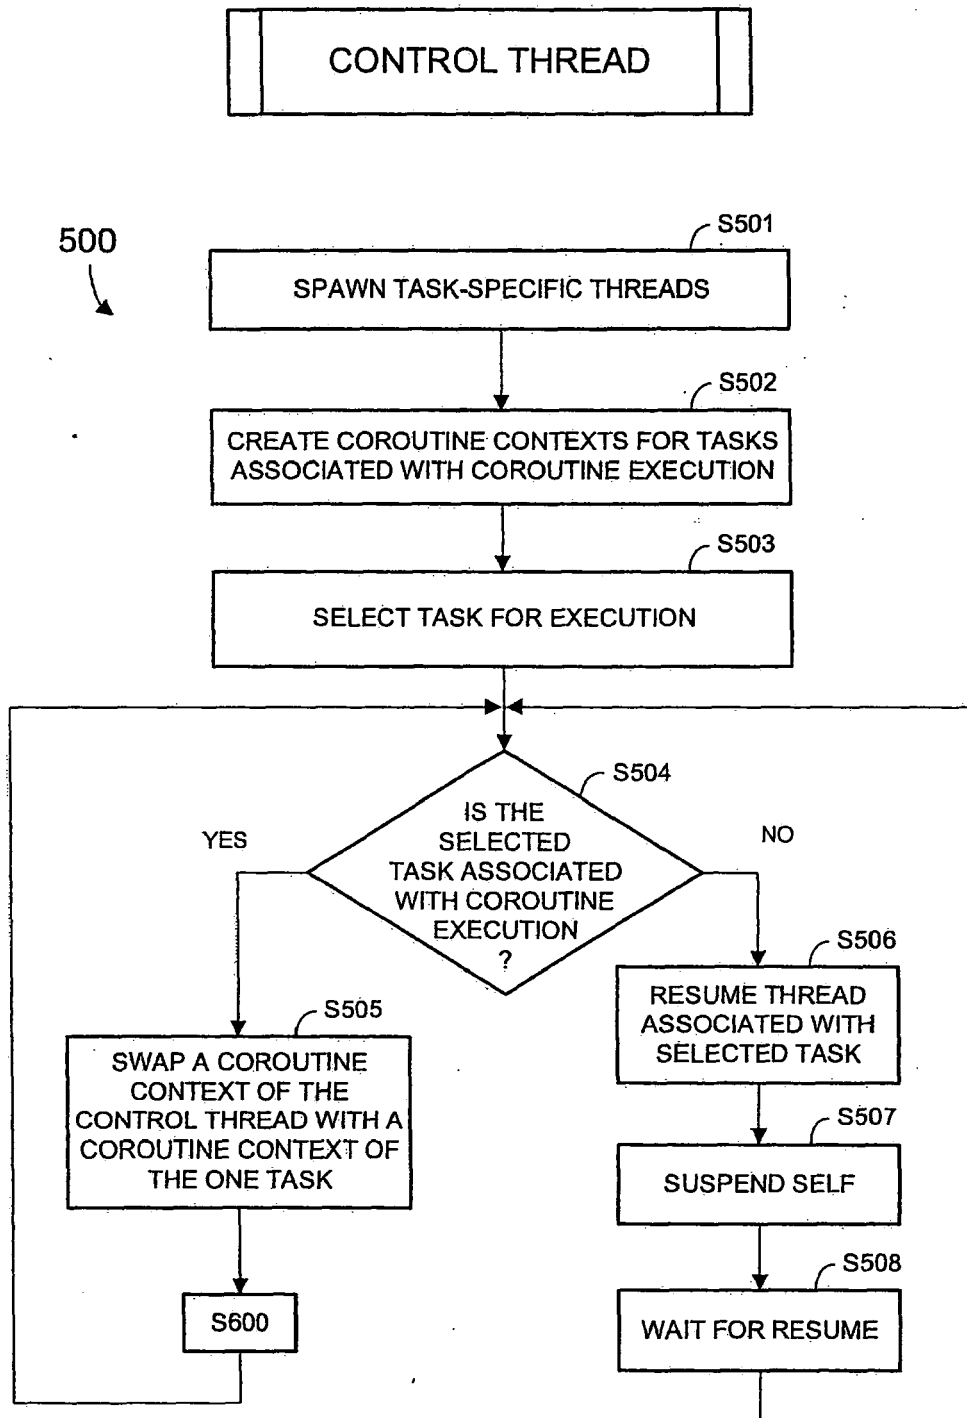 CONTROL THREAD
500
S501
SPAWN TASK-SPECIFIC THREADS
S502
CREATE COROUTINE CONTEXTS FOR TASKS
ASSOCIATED WITH COROUTINE EXECUTION
S503
SELECT TASK FOR EXECUTION
S504
IS THE
SELECTED
TASK ASSOCIATED
WITH COROUTINE
EXECUTION
?
YES
NO
S505
SWAP A COROUTINE
CONTEXT OF THE
CONTROL THREAD WITH A
COROUTINE CONTEXT OF
THE ONE TASK
S600
S506
RESUME THREAD
ASSOCIATED WITH
SELECTED TASK
S507
SUSPEND SELF
S508
WAIT FOR RESUME